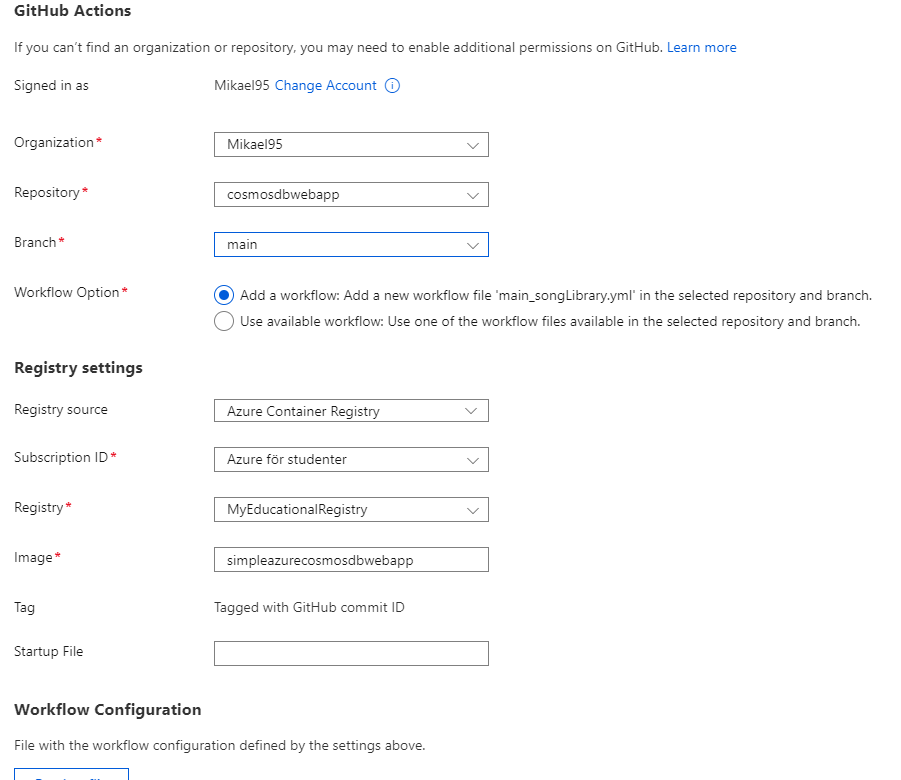 GitHub Actions
If you can't find an organization or repository, you may need to enable additional permissions on GitHub. Learn more
Signed in as Mikael95 Change Account
Organization* Mikael95
Repository* cosmosdbwebapp
Branch* main
Workflow Option* Add a workflow: Add a new workflow file 'main_songLibrary.yml' in the selected repository and branch.
Use available workflow: Use one of the workflow files available in the selected repository and branch.
Registry settings
Registry source Azure Container Registry
Subscription ID* Azure för studenter
Registry* MyEducationalRegistry
Image* simpleazurecosmosdbwebapp
Tag Tagged with GitHub commit ID
Startup File
Workflow Configuration
File with the workflow configuration defined by the settings above.